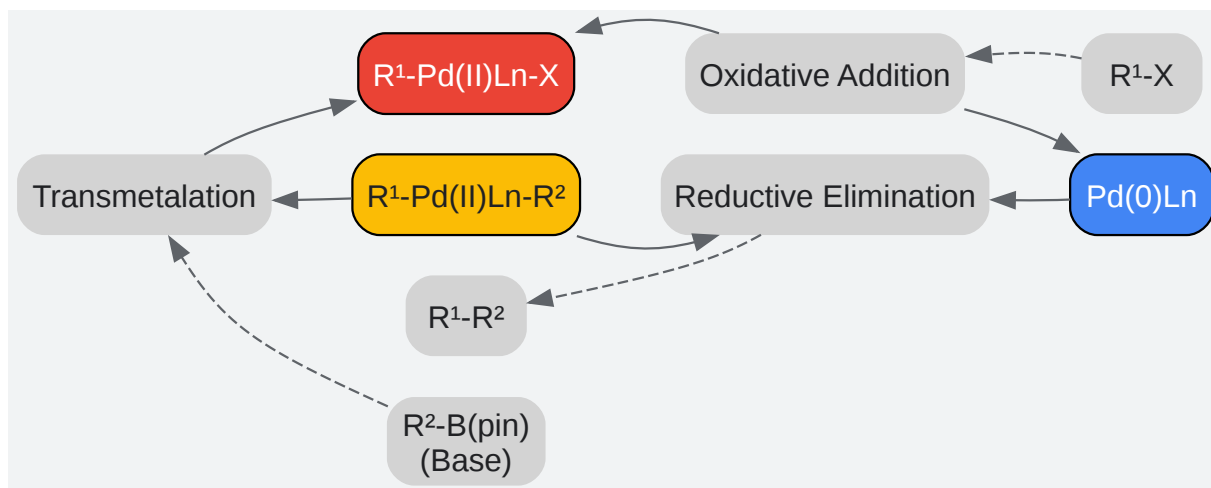 R¹-Pd(II)Ln-X
Oxidative Addition
R¹-X
Transmetalation
R¹-Pd(II)Ln-R²
Reductive Elimination
Pd(0)Ln
R¹-R²
R²-B(pin)
(Base)